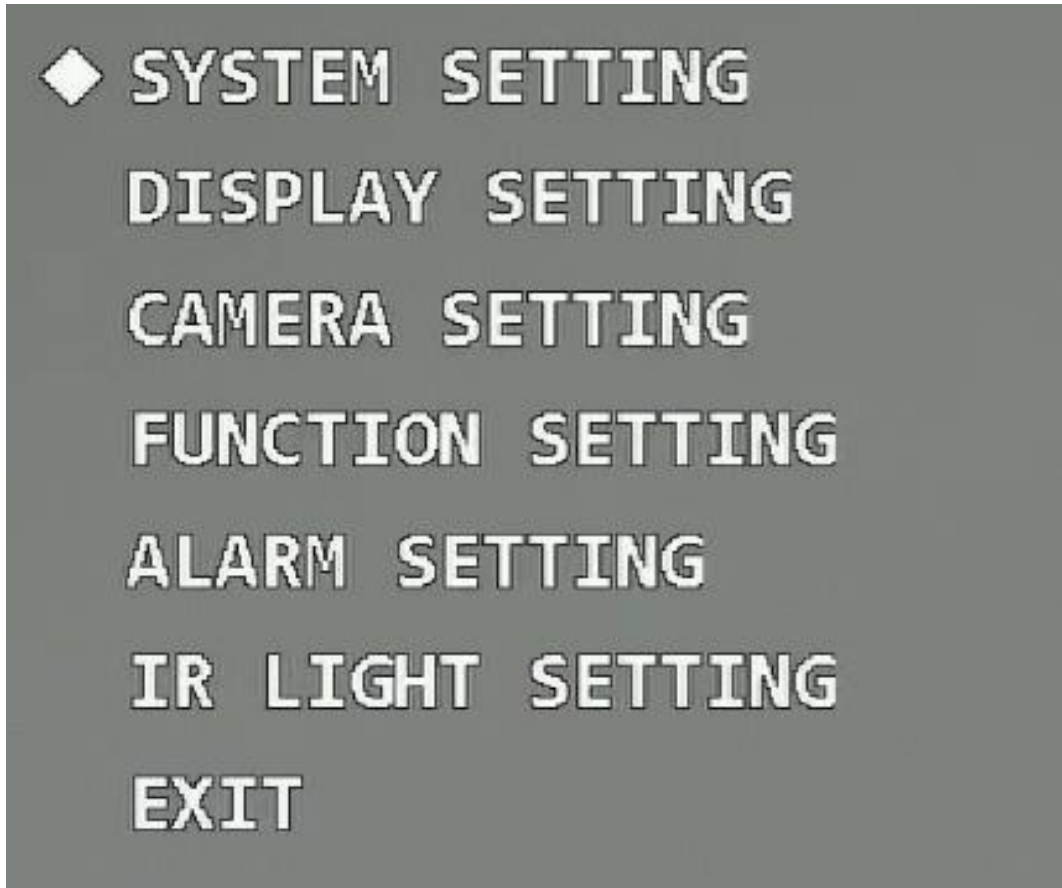 SYSTEM SETTING
DISPLAY SETTING
CAMERA SETTING
FUNCTION SETTING
ALARM SETTING
IR LIGHT SETTING
EXIT